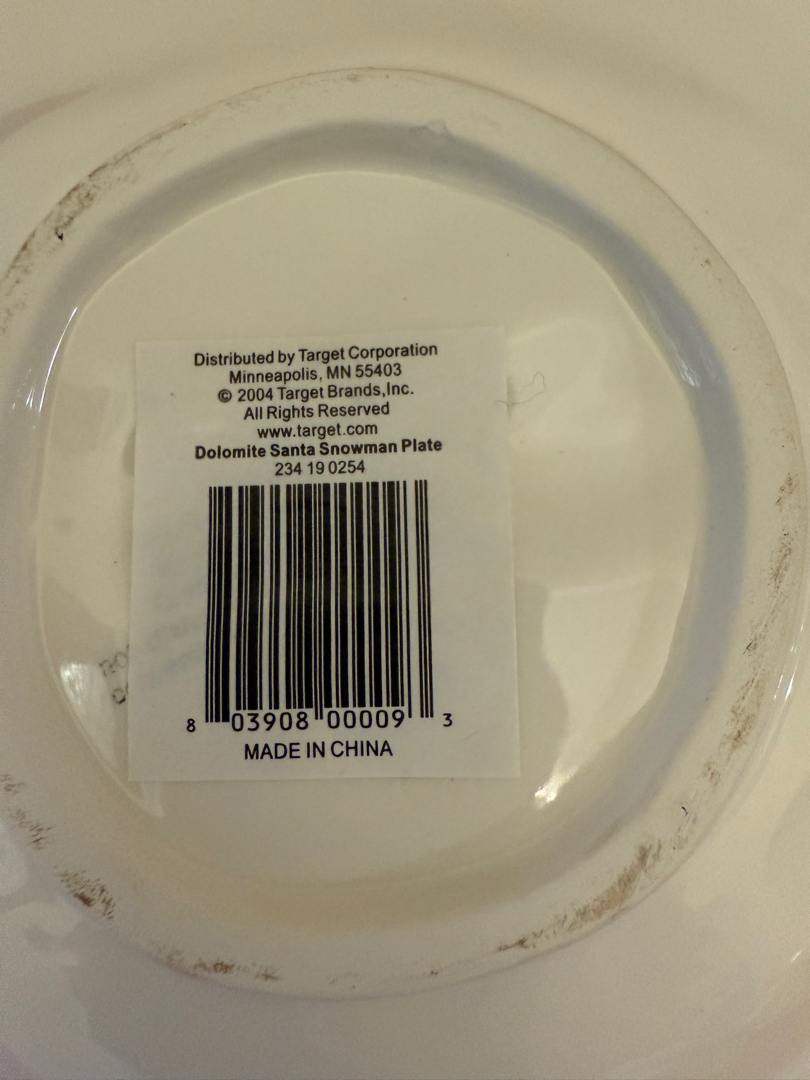 Distributed by Target Corporation
Minneapolis, MN 55403
© 2004 Target Brands,Inc.
All Rights Reserved
www.target.com
Dolomite Santa Snowman Plate
234 19 0254
8 03908 00009 3
MADE IN CHINA